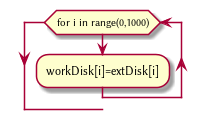 for i in range(0,1000)
workDisk[i]=extDisk[i]